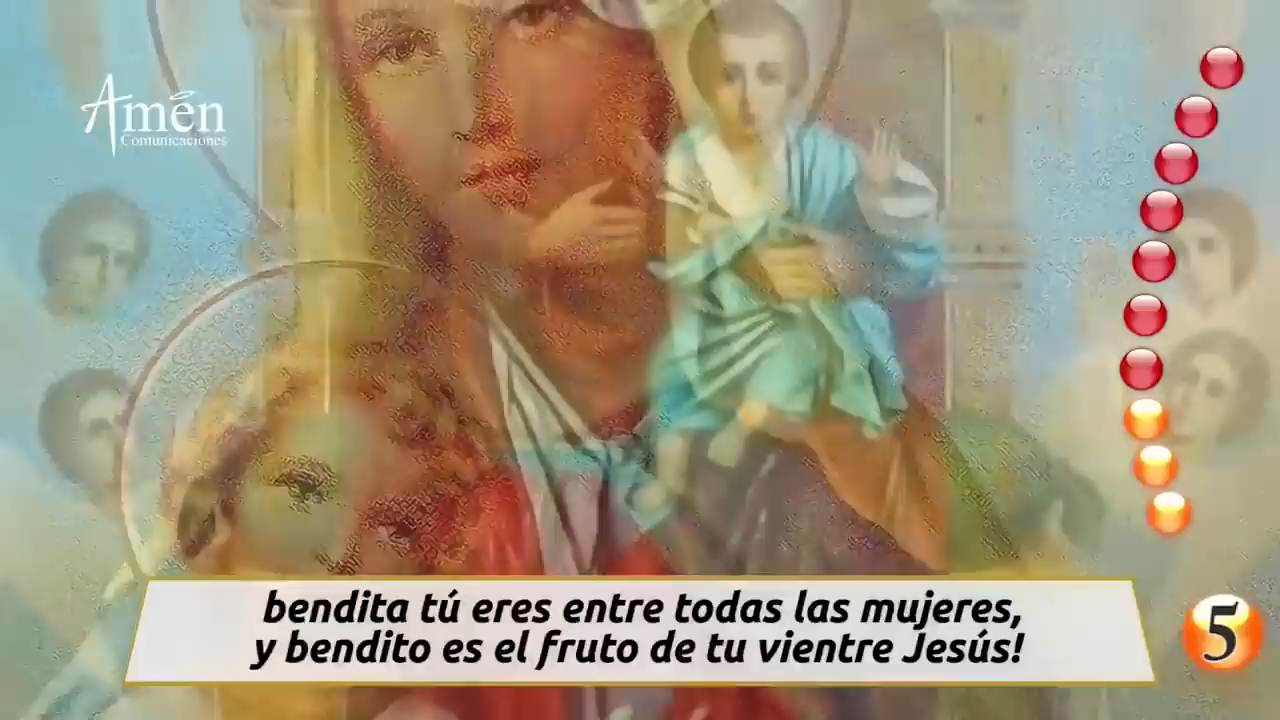 Amén
Comunicaciones
bendita tú eres entre todas las mujeres,
y bendito es el fruto de tu vientre Jesús!
5